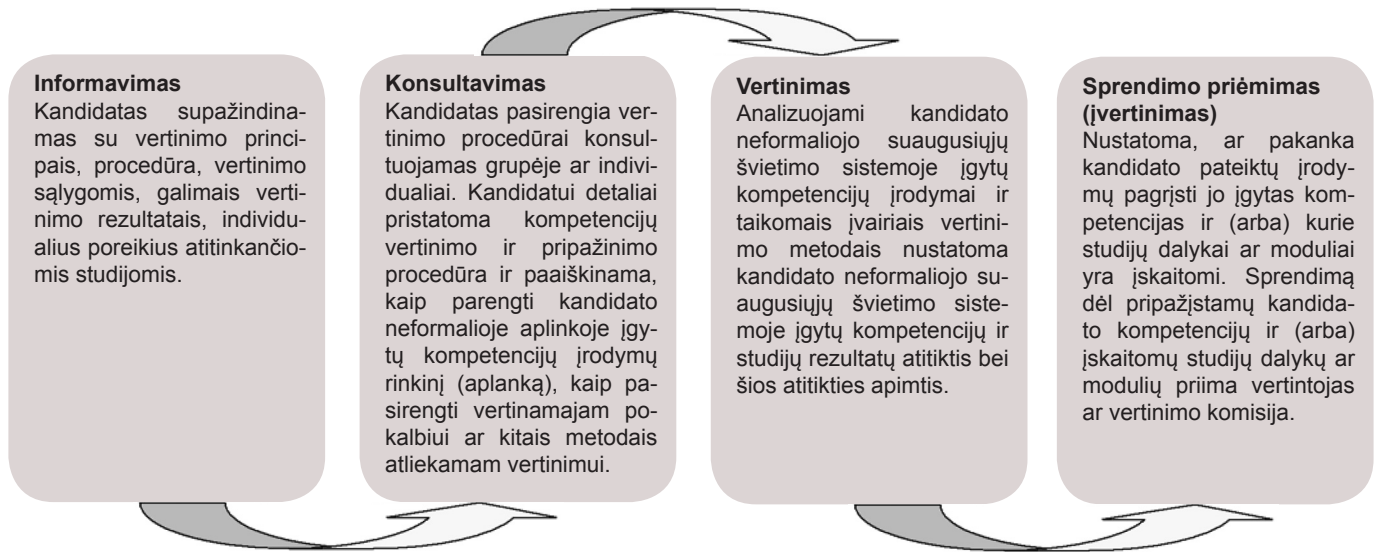 Informavimas
Kandidatas supažindina-
mas su vertinimo princi-
pais, procedūra, vertinimo
sąlygomis, galimais verti-
nimo rezultatais, individu-
alius poreikius atitinkančio-
mis studijomis.
Konsultavimas
Kandidatas pasirengia ver-
tinimo procedūrai konsul-
tuojamas grupėje ar indivi-
dualiai. Kandidatui detaliai
pristatoma kompetencijų
vertinimo ir pripažinimo
procedūra ir paaiškinama,
kaip parengti kandidato
neformalioje aplinkoje įgy-
tų kompetencijų įrodymų
rinkinį (aplanką), kaip pa-
sirengti vertinamajam po-
kalbiui ar kitais metodais
atliekamam vertinimui.
Vertinimas
Analizuojami kandidato
neformaliojo suaugusiųjų
švietimo sistemoje įgytų
kompetencijų įrodymai ir
taikomais įvairiais vertini-
mo metodais nustatoma
kandidato neformaliojo su-
augusiųjų švietimo siste-
moje įgytų kompetencijų ir
studijų rezultatų atitiktis bei
šios atitikties apimtis.
Sprendimo priėmimas
(įvertinimas)
Nustatoma, ar pakanka
kandidato pateiktų įrody-
mų pagrįsti jo įgytas kom-
petencijas ir (arba) kurie
studijų dalykai ar moduliai
yra įskaitomi. Sprendimą
dėl pripažįstamų kandida-
to kompetencijų ir (arba)
įskaitomų studijų dalykų ar
modulių priima vertintojas
ar vertinimo komisija.